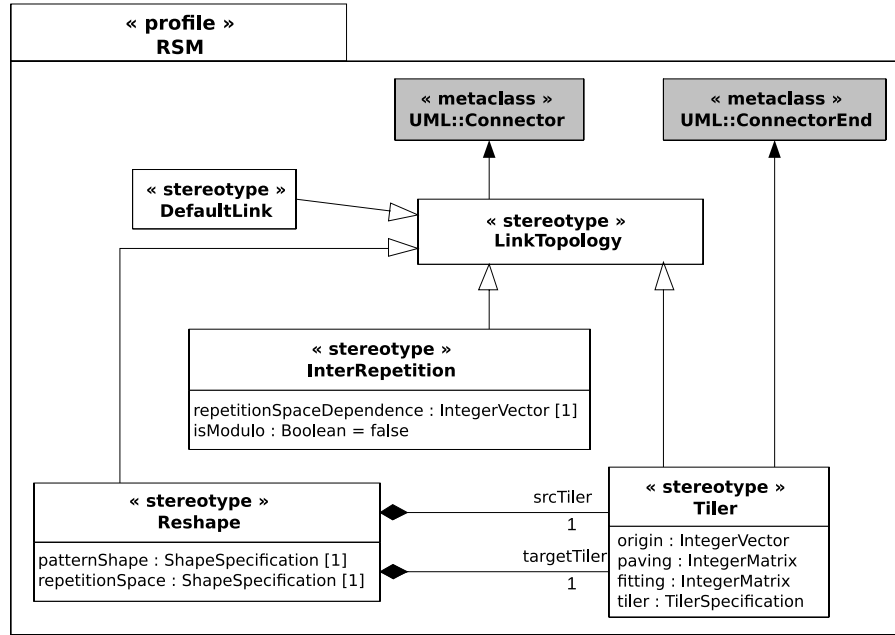 « profile »
RSM
« metaclass »
UML::Connector
« metaclass »
UML::ConnectorEnd
« stereotype »
DefaultLink
« stereotype »
LinkTopology
« stereotype »
InterRepetition
repetitionSpaceDependence : IntegerVector [1]
isModulo : Boolean = false
« stereotype »
Reshape
patternShape : ShapeSpecification [1]
repetitionSpace : ShapeSpecification [1]
srcTiler
1
targetTiler
1
« stereotype »
Tiler
origin : IntegerVector
paving : IntegerMatrix
fitting : IntegerMatrix
tiler : TilerSpecification